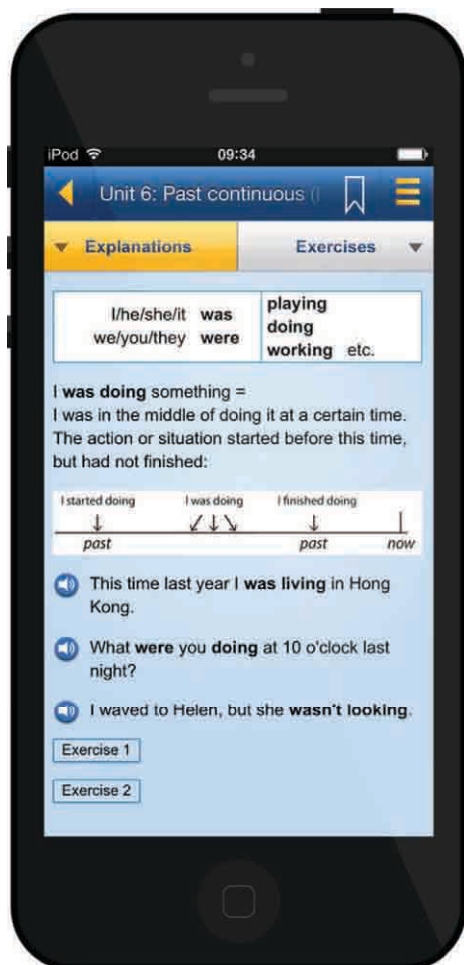 iPod 09:34
Unit 6: Past continuous (
Explanations Exercises
I/he/she/it was playing
we/you/they were doing
working etc.
I was doing something =
I was in the middle of doing it at a certain time.
The action or situation started before this time,
but had not finished:
I started doing I was doing I finished doing
past past now
This time last year I was living in Hong
Kong.
What were you doing at 10 o'clock last
night?
I waved to Helen, but she wasn't looking.
Exercise 1
Exercise 2